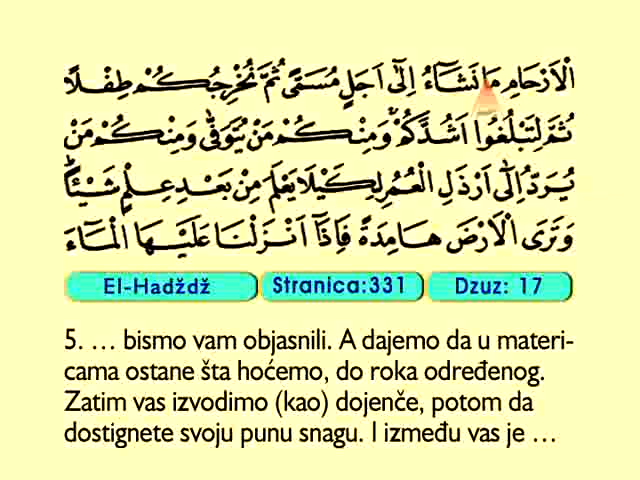 الْاَرْحَامِ مَا نَشَٓاءُ اِلٰٓى اَجَلٍ مُسَمًّى ثُمَّ نُخْرِجُكُمْ طِفْلًا
ثُمَّ لِتَبْلُغُٓوا اَشُدَّكُمْۚ وَمِنْكُمْ مَنْ يُتَوَفّٰى وَمِنْكُمْ مَنْ
يُرَدُّ اِلٰٓى اَرْذَلِ الْعُمُرِ لِكَيْلَا يَعْلَمَ مِنْ بَعْدِ عِلْمٍ شَيْـًٔاۜ
وَتَرَى الْاَرْضَ هَامِدَةً فَاِذَٓا اَنْزَلْنَا عَلَيْهَا الْمَٓاءَ
El-Hadždž Stranica:331 Dzuz: 17
5. … bismo vam objasnili. A dajemo da u materi-
cama ostane šta hoćemo, do roka određenog.
Zatim vas izvodimo (kao) dojenče, potom da
dostignete svoju punu snagu. I između vas je …